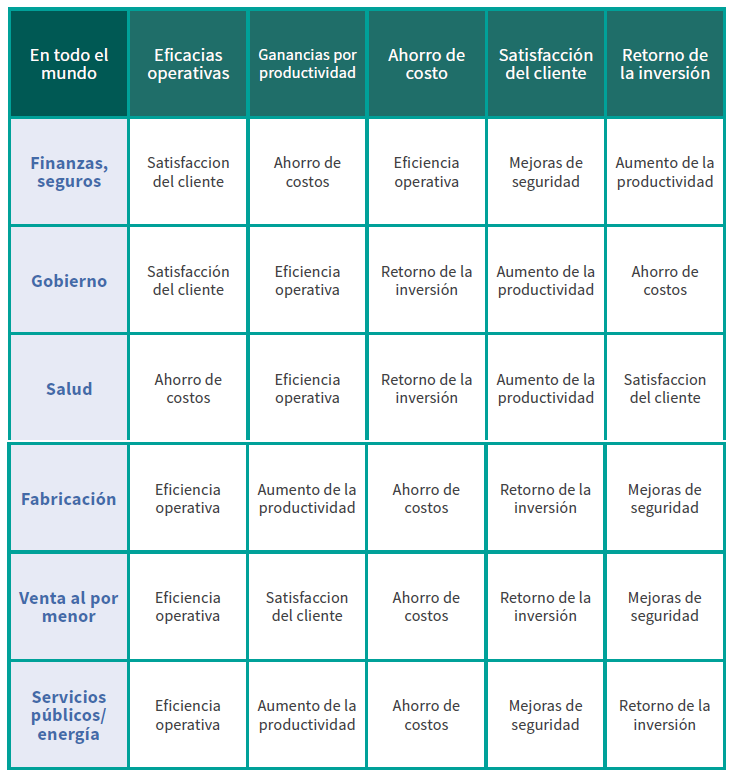 En todo el
mundo
Eficacias
operativas
Ganancias por
productividad
Ahorro de
costo
Satisfacción
del cliente
Retorno de
la inversión
Finanzas,
seguros
Satisfaccion
del cliente
Ahorro de
costos
Eficiencia
operativa
Mejoras de
seguridad
Aumento de la
productividad
Gobierno
Satisfacción
del cliente
Eficiencia
operativa
Retorno de la
inversión
Aumento de la
productividad
Ahorro de
costos
Salud
Ahorro de
costos
Eficiencia
operativa
Retorno de la
inversión
Aumento de la
productividad
Satisfaccion
del cliente
Fabricación
Eficiencia
operativa
Aumento de la
productividad
Ahorro de
costos
Retorno de la
inversión
Mejoras de
seguridad
Venta al por
menor
Eficiencia
operativa
Satisfaccion
del cliente
Ahorro de
costos
Retorno de la
inversión
Mejoras de
seguridad
Servicios
públicos/
energía
Eficiencia
operativa
Aumento de la
productividad
Ahorro de
costos
Mejoras de
seguridad
Retorno de la
inversión